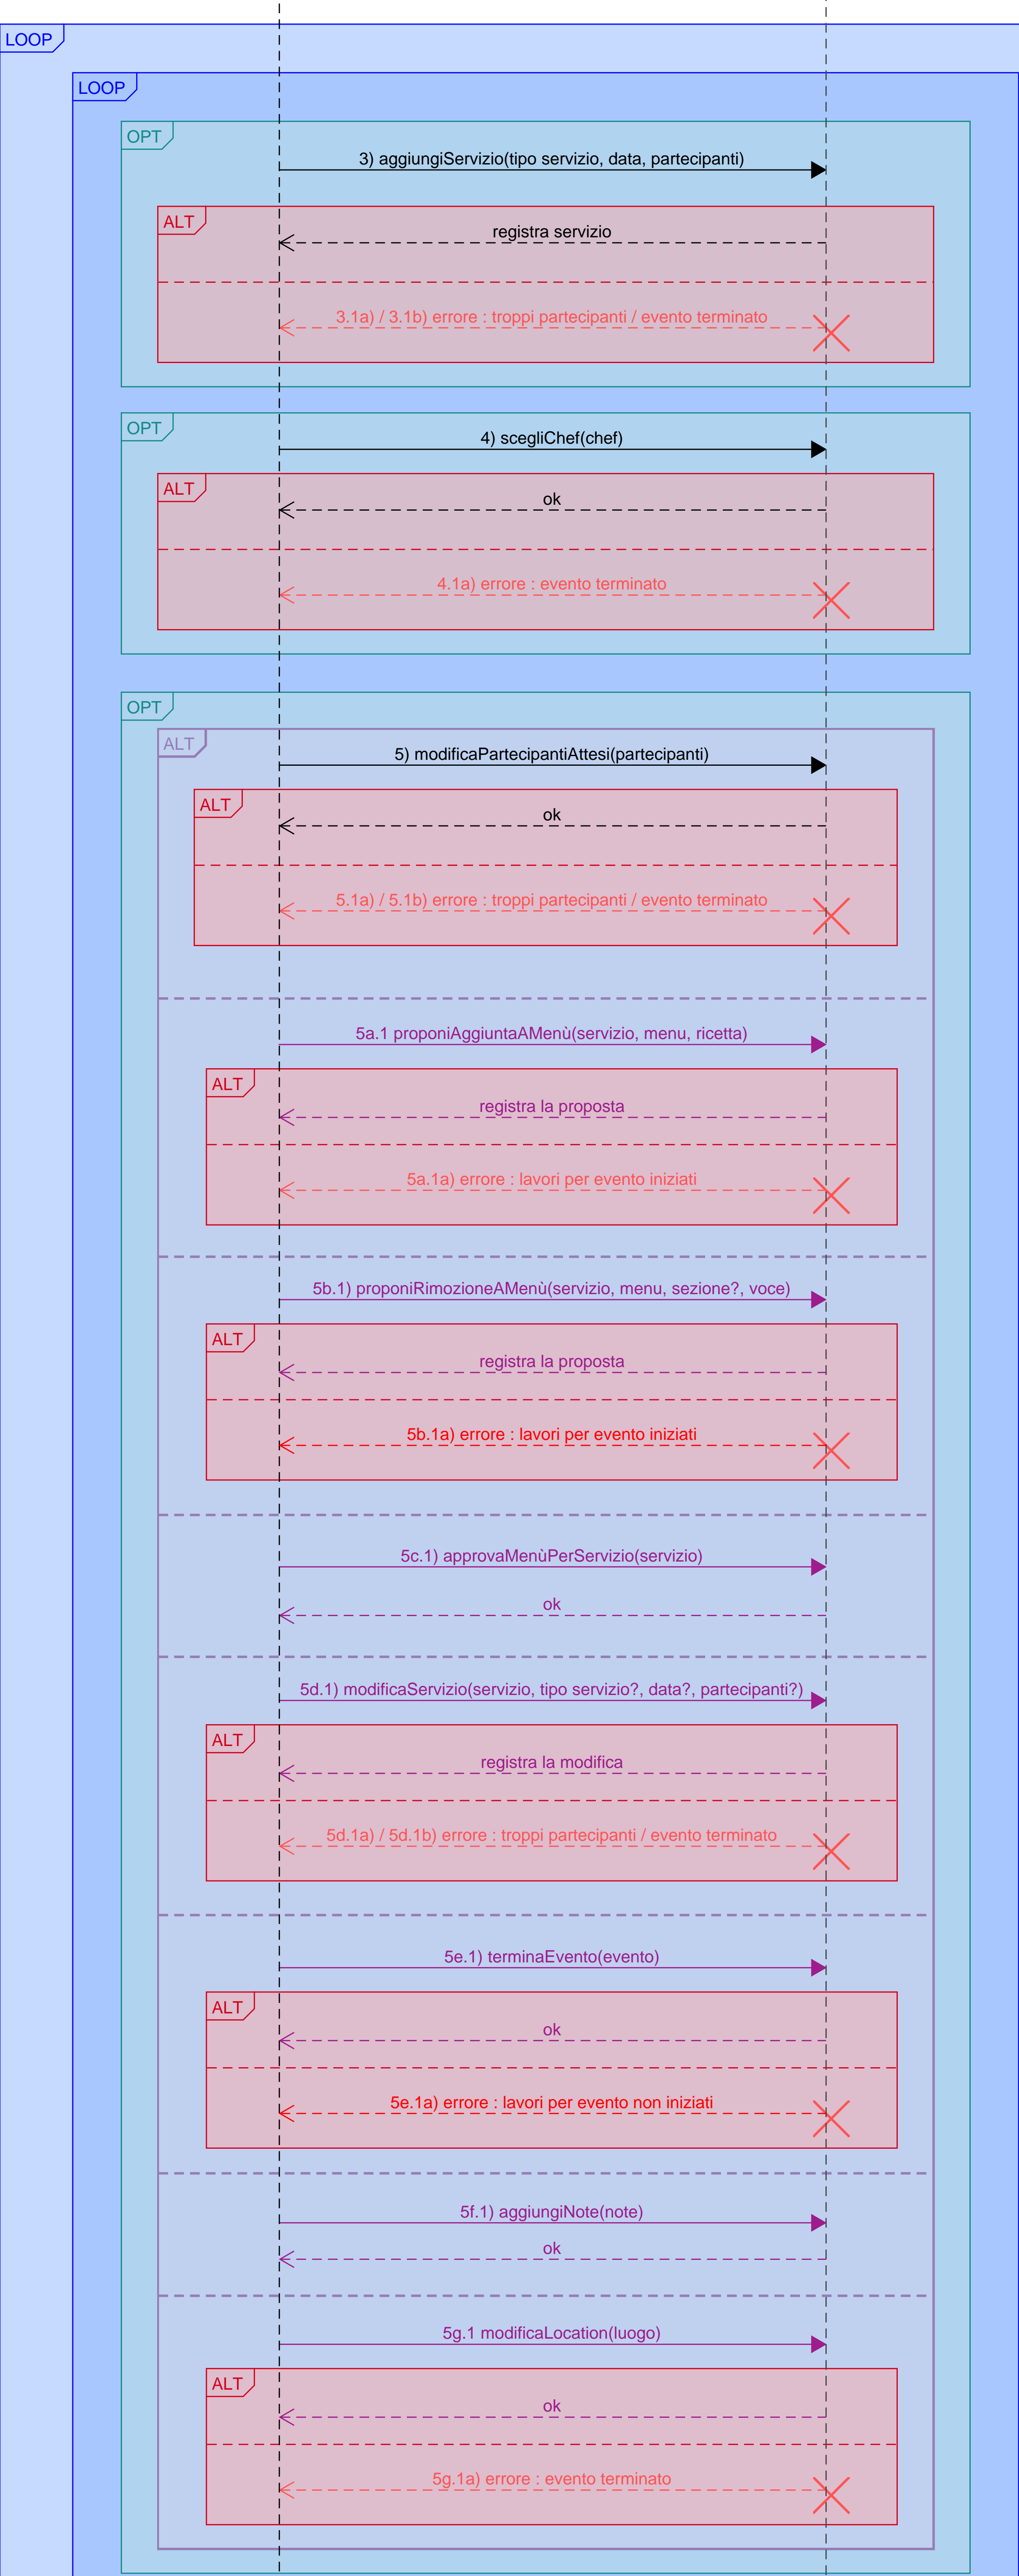 LOOP
LOOP
OPT
3) aggiungiServizio(tipo servizio, data, partecipanti)
ALT
registra servizio
3.1a) / 3.1b) errore : troppi partecipanti / evento terminato
OPT
4) scegliChef(chef)
ALT
ok
4.1a) errore : evento terminato
OPT
ALT
5) modificaPartecipantiAttesi(partecipanti)
ALT
ok
5.1a) / 5.1b) errore : troppi partecipanti / evento terminato
5a.1 proponiAggiuntaAMenù(servizio, menu, ricetta)
ALT
registra la proposta
5a.1a) errore : lavori per evento iniziati
5b.1) proponiRimozioneAMenù(servizio, menu, sezione?, voce)
ALT
registra la proposta
5b.1a) errore : lavori per evento iniziati
5c.1) approvaMenùPerServizio(servizio)
ok
5d.1) modificaServizio(servizio, tipo servizio?, data?, partecipanti?)
ALT
registra la modifica
5d.1a) / 5d.1b) errore : troppi partecipanti / evento terminato
5e.1) terminaEvento(evento)
ALT
ok
5e.1a) errore : lavori per evento non iniziati
5f.1) aggiungiNote(note)
ok
5g.1 modificaLocation(luogo)
ALT
ok
5g.1a) errore : evento terminato